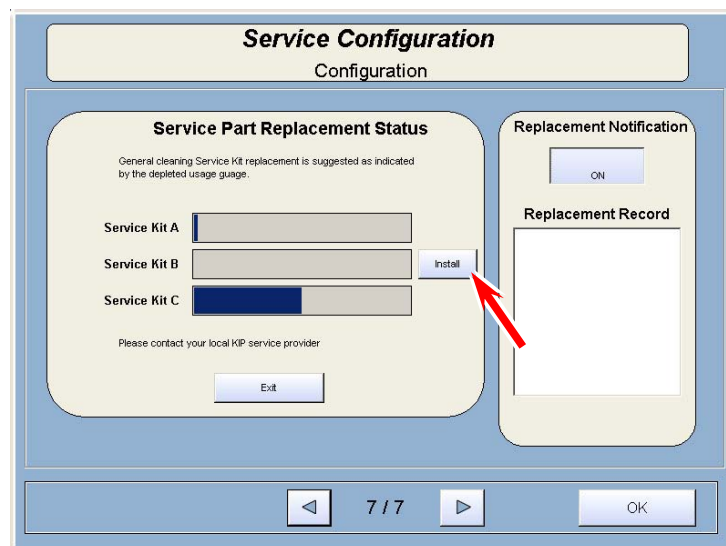 Service Configuration
Configuration
Service Part Replacement Status
General cleaning Service Kit replacement is suggested as indicated
by the depleted usage guage.
Service Kit A
Service Kit B
Install
Service Kit C
Please contact your local KIP service provider
Exit
Replacement Notification
ON
Replacement Record
7 / 7
OK